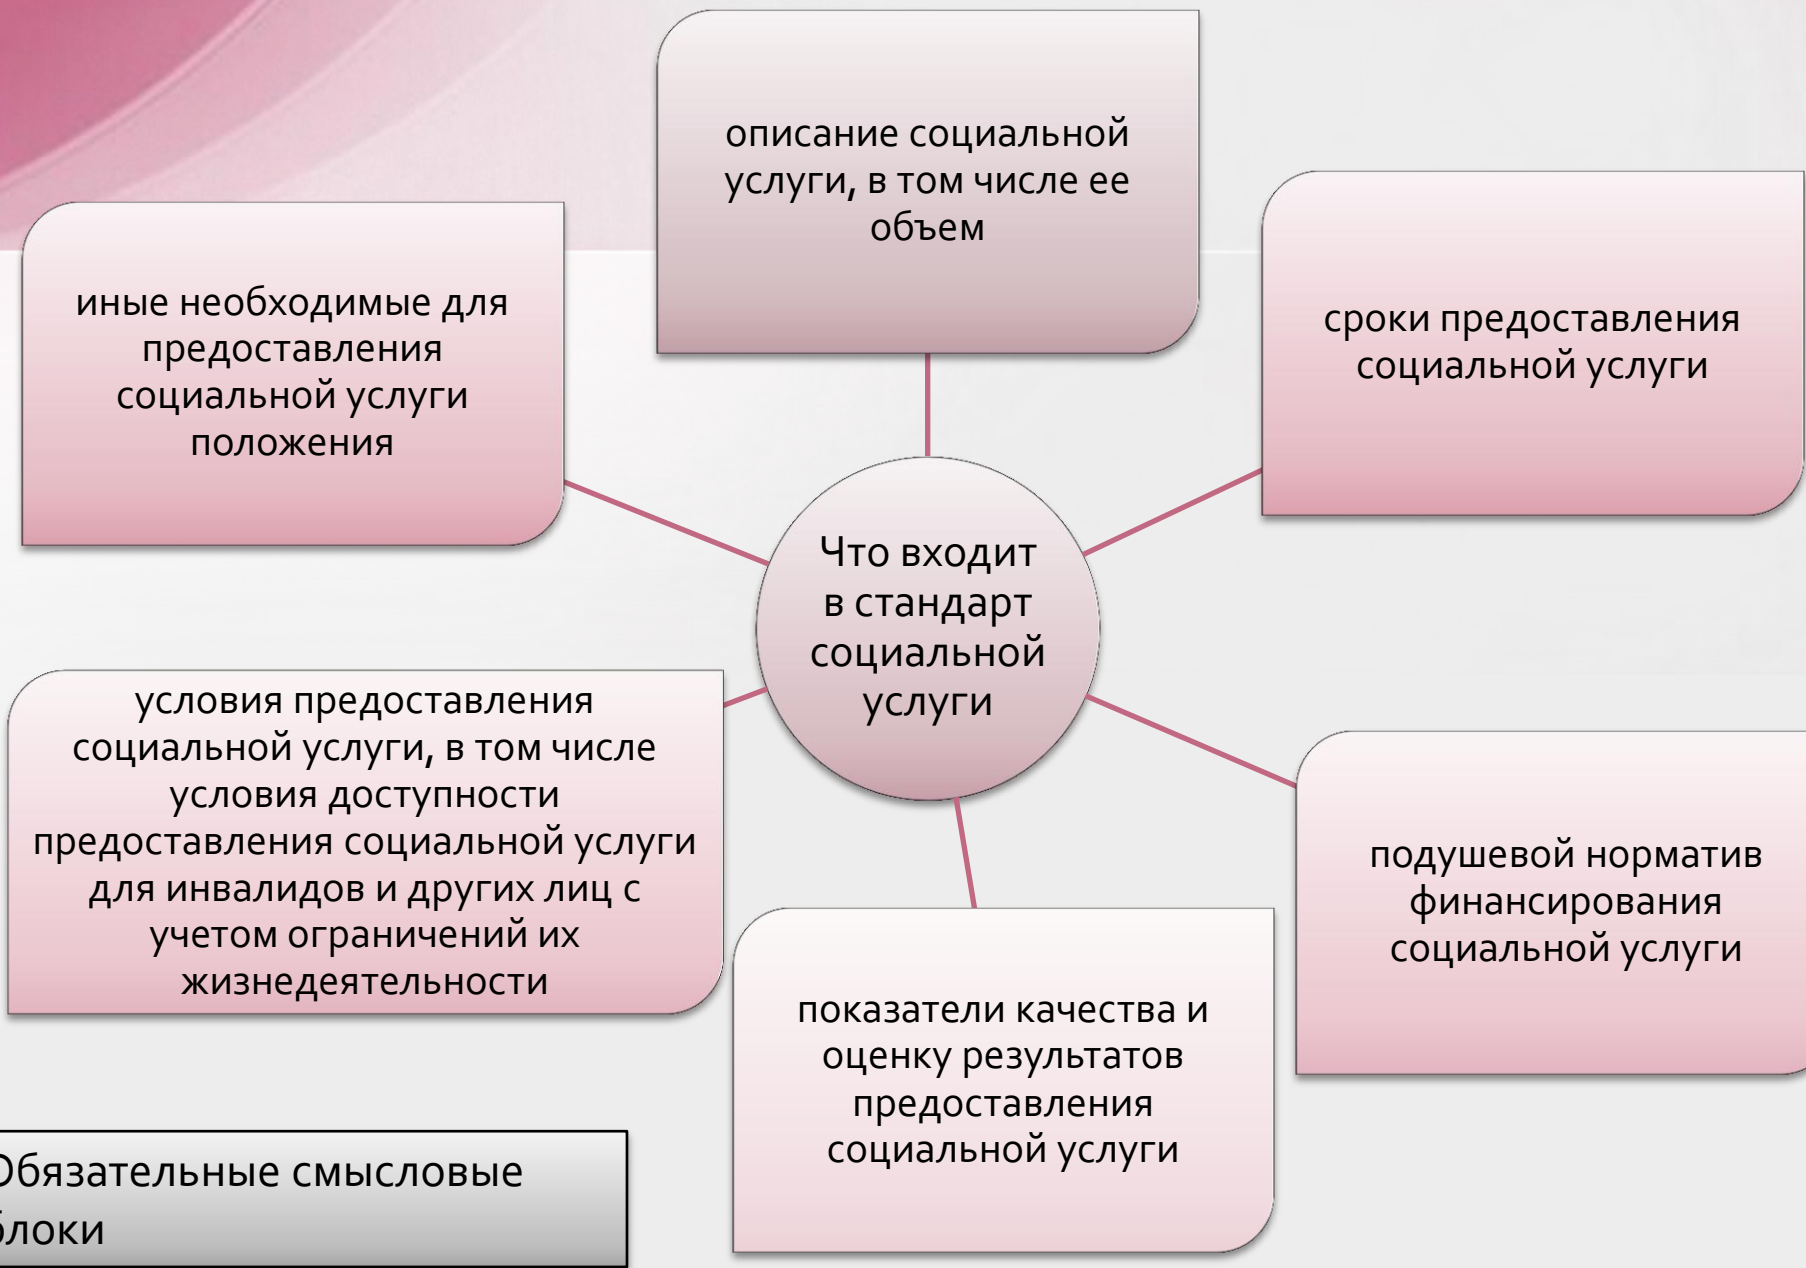 описание социальной
услуги, в том числе ее
объем
сроки предоставления
социальной услуги
подушевой норматив
финансирования
социальной услуги
показатели качества и
оценку результатов
предоставления
социальной услуги
условия предоставления
социальной услуги, в том числе
условия доступности
предоставления социальной услуги
для инвалидов и других лиц с
учетом ограничений их
жизнедеятельности
иные необходимые для
предоставления
социальной услуги
положения
Что входит
в стандарт
социальной
услуги
Обязательные смысловые
блоки